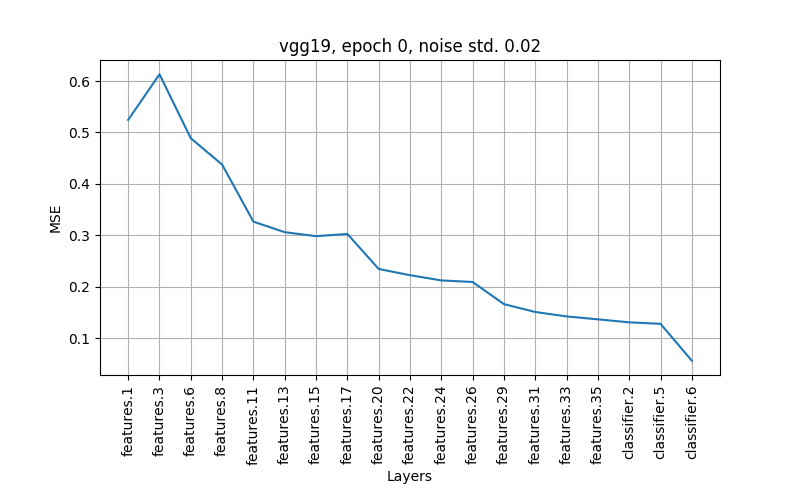 vgg19, epoch 0, noise std. 0.02
MSE
0.6
0.5
0.4
0.3
0.2
0.1
features.1
features.3
features.6
features.8
features.11
features.13
features.15
features.17
features.20
features.22
features.24
features.26
features.29
features.31
features.33
features.35
classifier.2
classifier.5
classifier.6
Layers